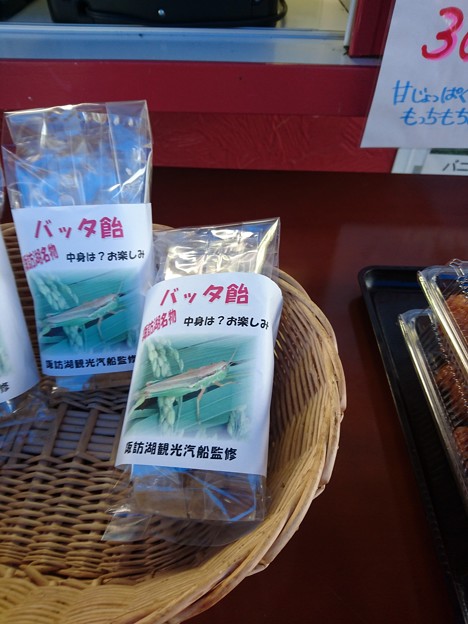 バッタ飴
諏訪湖名物 中身は？お楽しみ
諏訪湖観光汽船監修
バッタ飴
諏訪湖名物 中身は？お楽しみ
諏訪湖観光汽船監修
監修
甘じょっぱく
もっちも